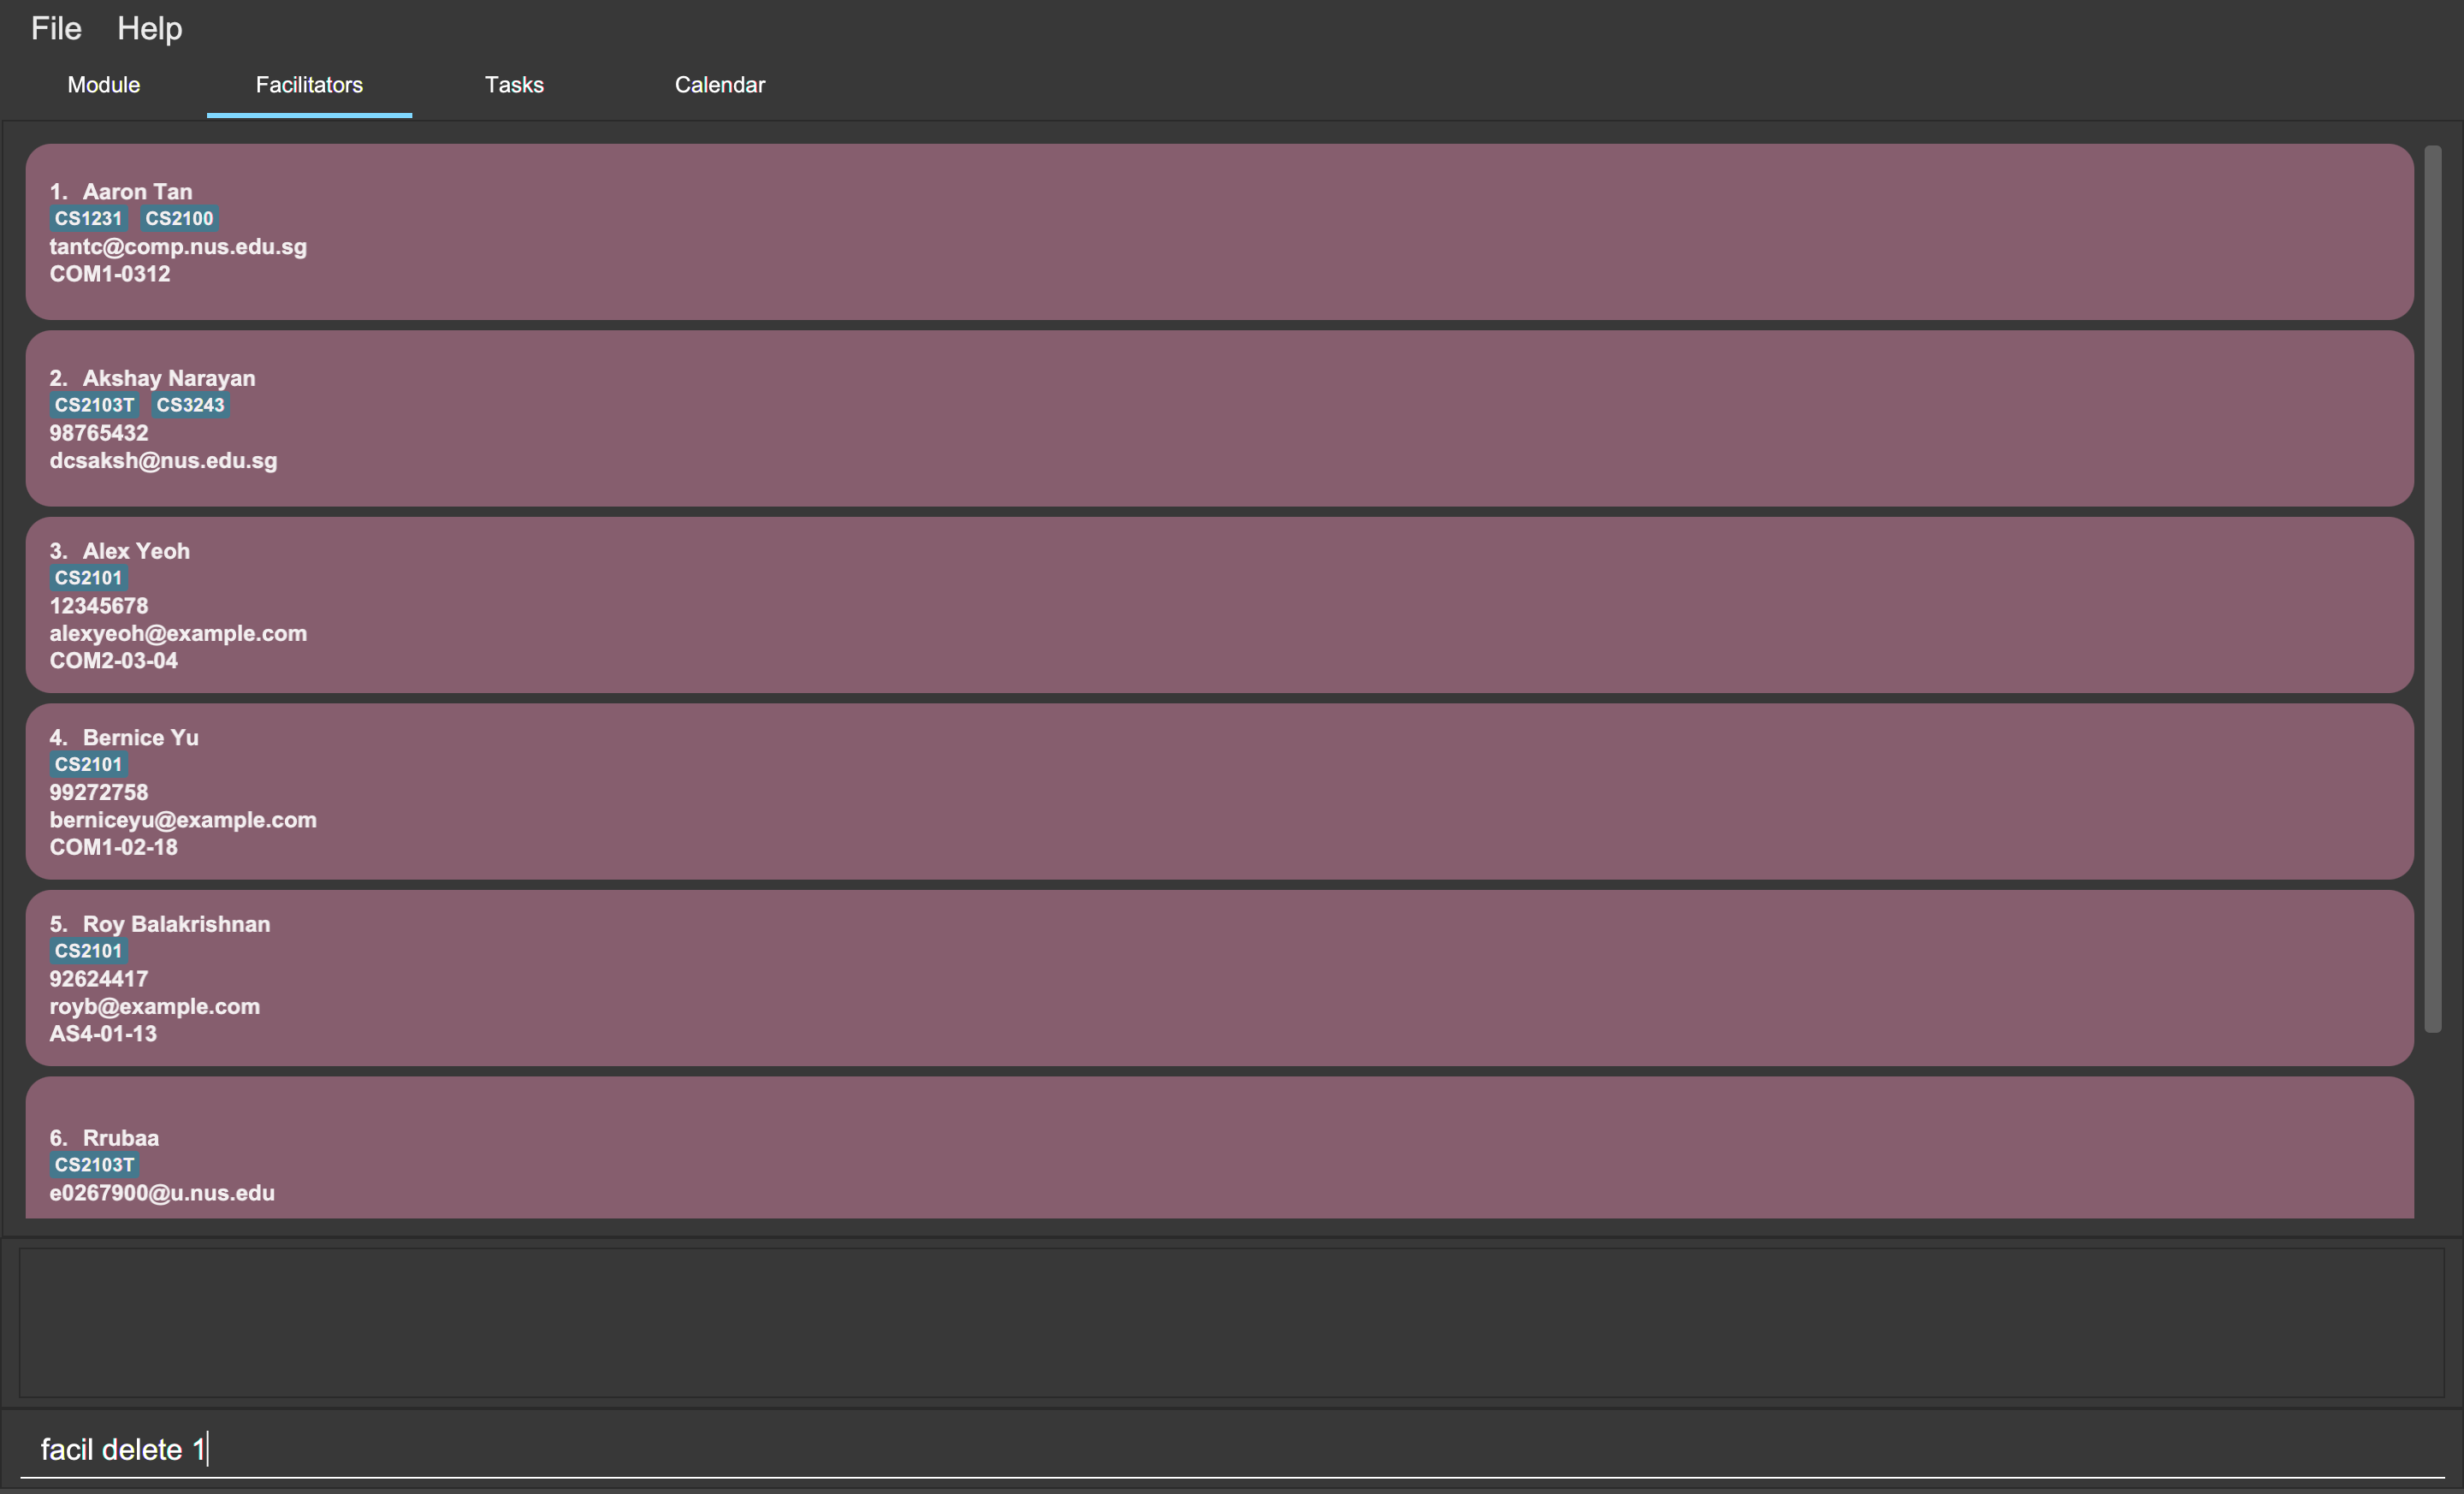 File Help
Module Facilitators Tasks Calendar
1. Aaron Tan
CS1231 CS2100
tantc@comp.nus.edu.sg
COM1-0312
2. Akshay Narayan
CS2103T CS3243
98765432
dcsaksh@nus.edu.sg
3. Alex Yeoh
CS2101
12345678
alexyeoh@example.com
COM2-03-04
4. Bernice Yu
CS2101
99272758
berniceyu@example.com
COM1-02-18
5. Roy Balakrishnan
CS2101
92624417
royb@example.com
AS4-01-13
6. Rrubaa
CS2103T
e0267900@u.nus.edu
facil delete 1